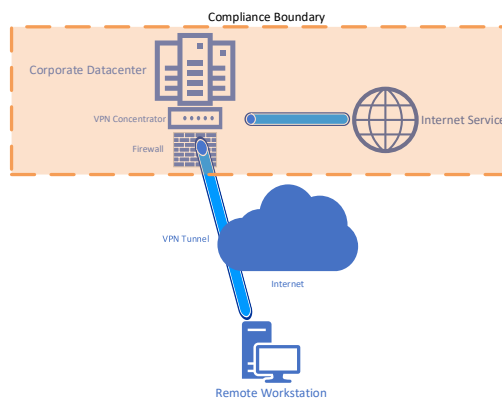 Compliance Boundary
Corporate Datacenter
VPN Concentrator
Internet Service
Firewall
VPN Tunnel
Internet
Remote Workstation